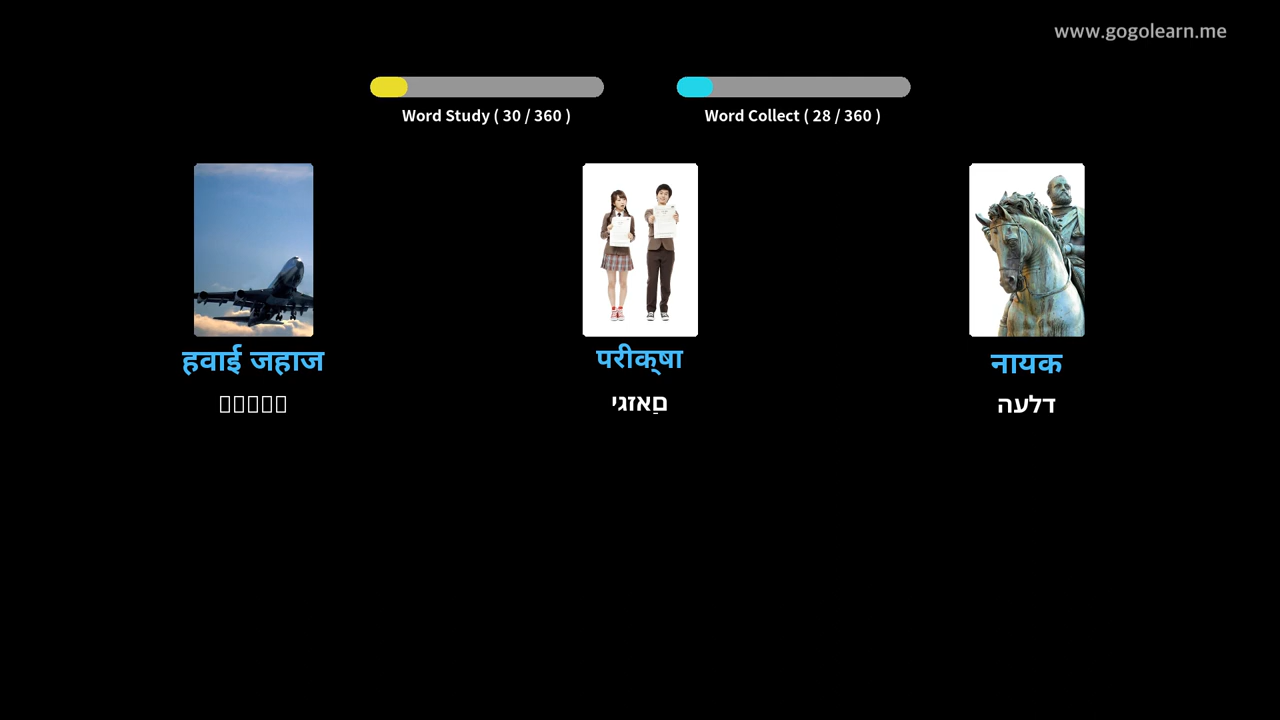 www.gogolearn.me
Word Study ( 30 / 360 )
Word Collect ( 28 / 360 )
हवाई जहाज
परीक्‌षा
םַאזגי
नायक
דלעה